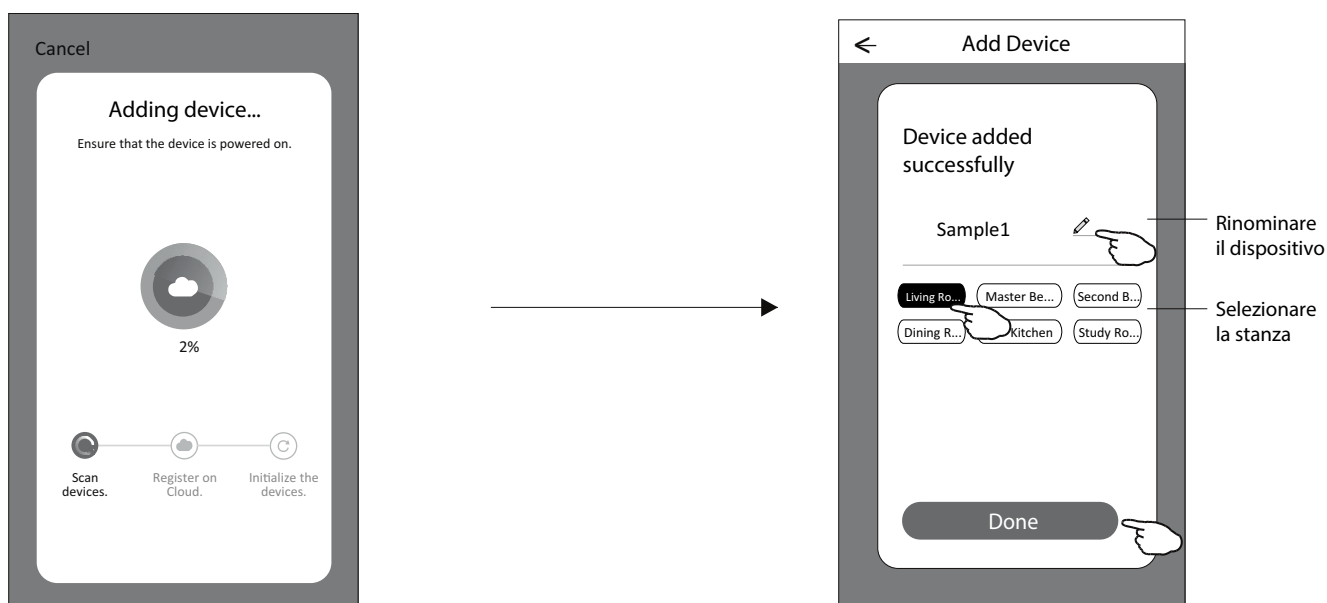 Cancel
Adding device...
Ensure that the device is powered on.
2%
Scan
devices.
Register on
Cloud.
Initialize the
devices.
Add Device
Device added
successfully
Sample1
Rinominare
il dispositivo
Living Ro...
Master Be...
Second B...
Dining R...
Kitchen
Study Ro...
Selezionare
la stanza
Done